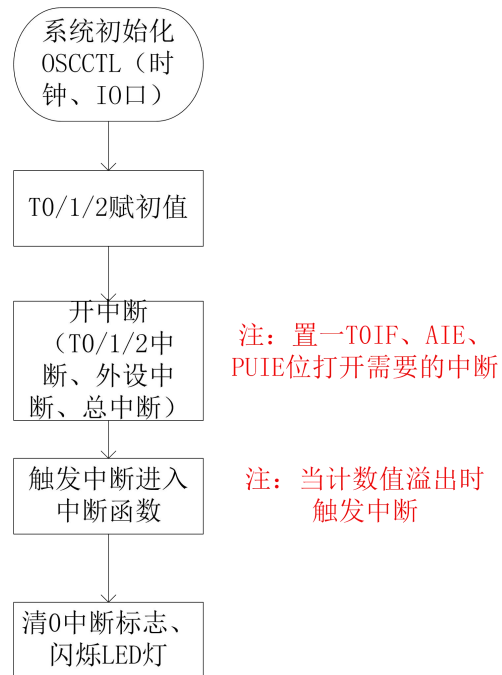 系统初始化
OSCCTL（时
钟、IO口）
T0/1/2赋初值
开中断
（T0/1/2中
断、外设中
断、总中断）
注：置一T0IF、AIE、
PUIE位打开需要的中断
触发中断进入
中断函数
注：当计数值溢出时
触发中断
清0中断标志、
闪烁LED灯